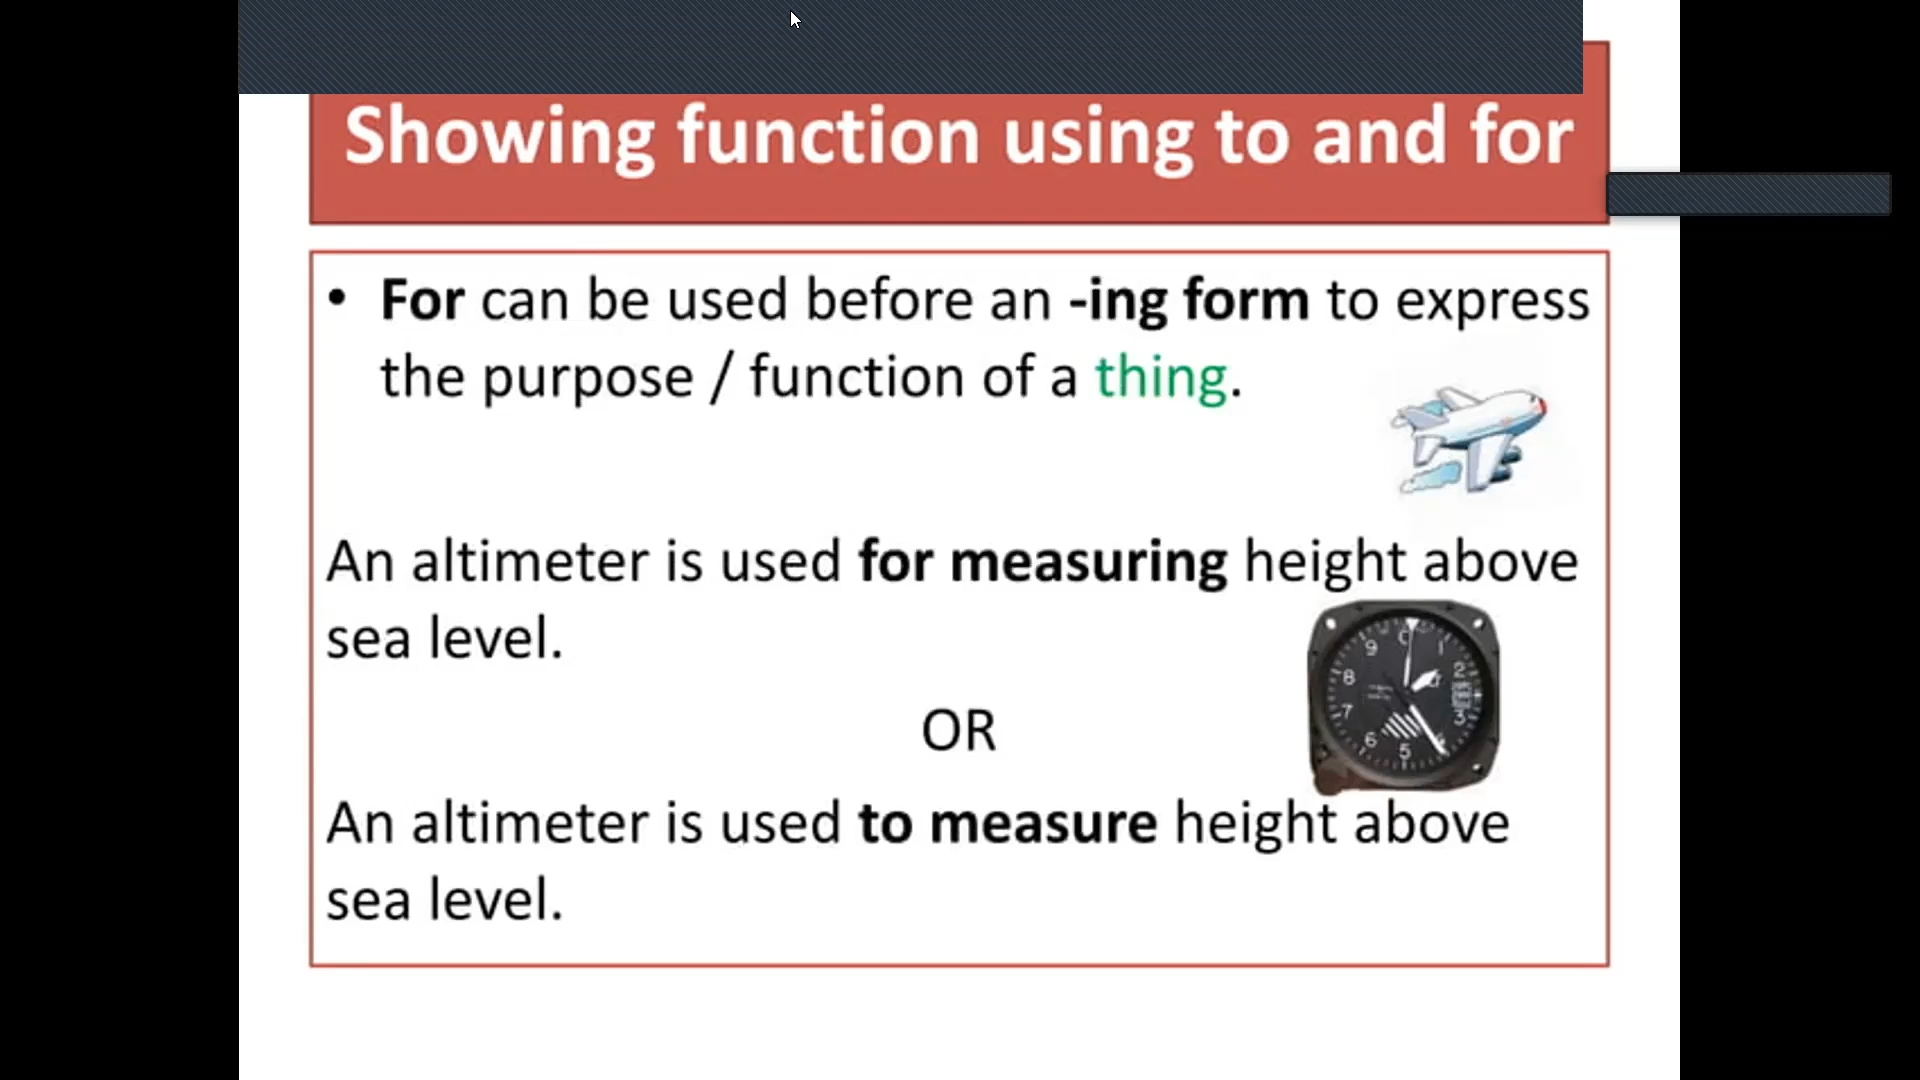 Showing function using to and for
• For can be used before an -ing form to express
the purpose / function of a thing.
An altimeter is used for measuring height above
sea level.
OR
An altimeter is used to measure height above
sea level.